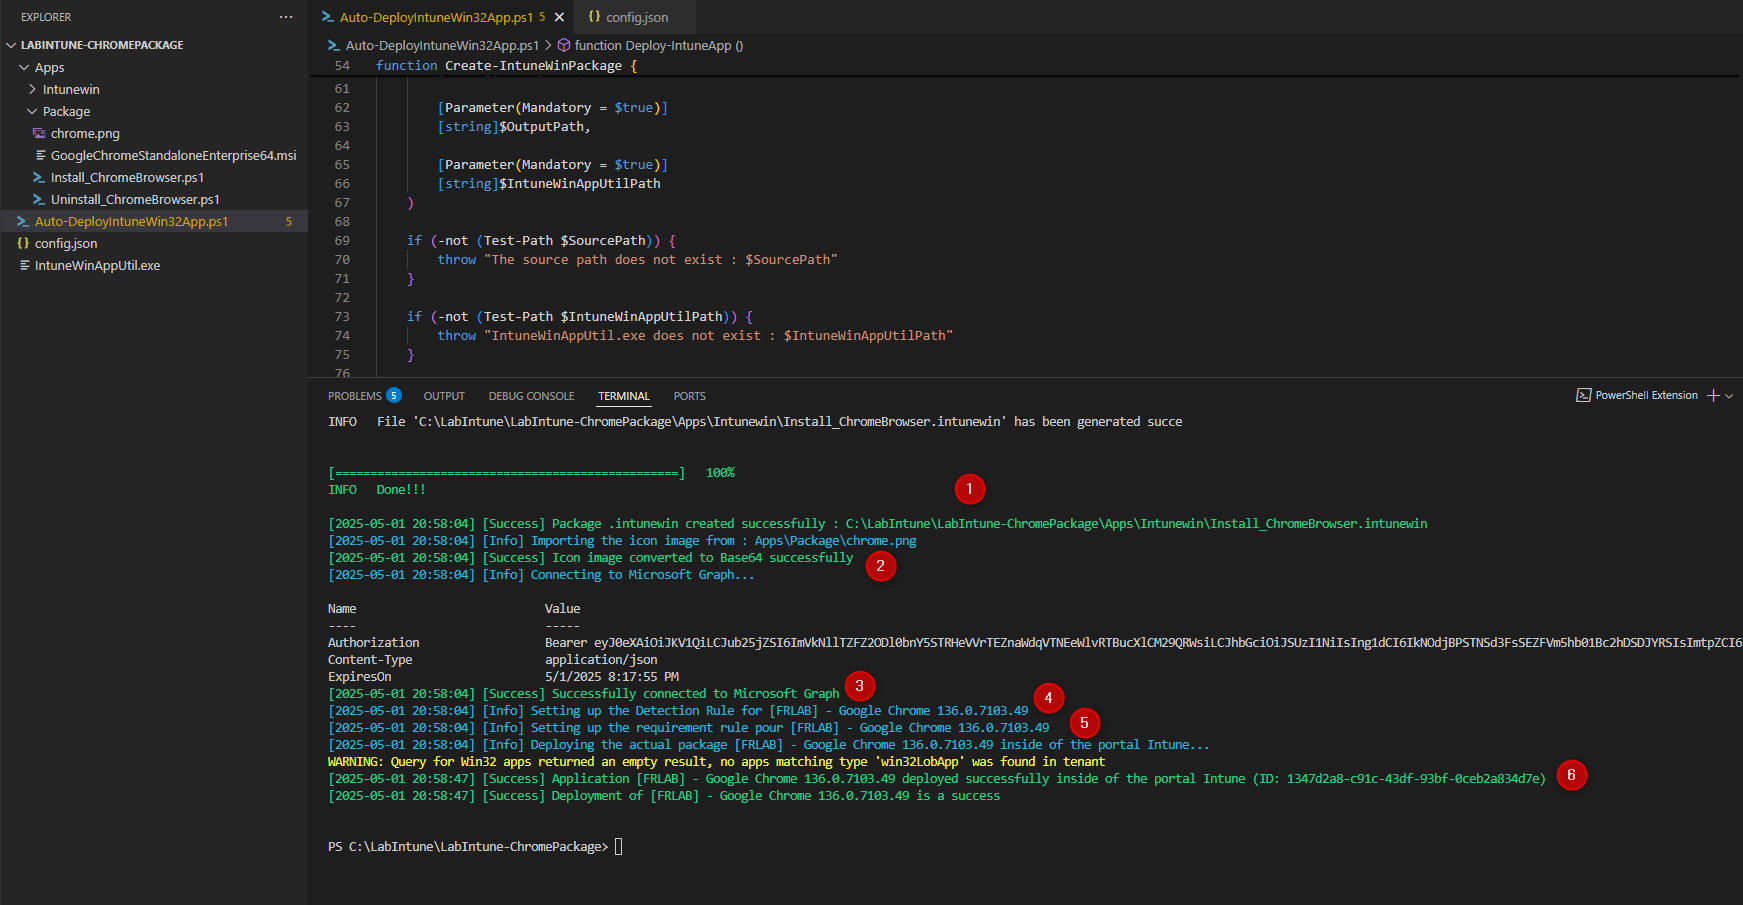 EXPLORER
LABINTUNE-CHROMEPACKAGE
Apps
Intunewin
Package
chrome.png
GoogleChromeStandaloneEnterprise64.msi
Install_ChromeBrowser.ps1
Uninstall_ChromeBrowser.ps1
Auto-DeployIntuneWin32App.ps1 5
config.json
IntuneWinAppUtil.exe
Auto-DeployIntuneWin32App.ps1 5
config.json
Auto-DeployIntuneWin32App.ps1 > function Deploy-IntuneApp ()
54 function Create-IntuneWinPackage {
61
62 [Parameter(Mandatory = $true)]
63 [string]$OutputPath,
64
65 [Parameter(Mandatory = $true)]
66 [string]$IntuneWinAppUtilPath
67 )
68
69 if (-not (Test-Path $SourcePath)) {
70 throw "The source path does not exist : $SourcePath"
71 }
72
73 if (-not (Test-Path $IntuneWinAppUtilPath)) {
74 throw "IntuneWinAppUtil.exe does not exist : $IntuneWinAppUtilPath"
75 }
76
PROBLEMS 5 OUTPUT DEBUG CONSOLE TERMINAL PORTS
PowerShell Extension
INFO File 'C:\LabIntune\LabIntune-ChromePackage\Apps\Intunewin\Install_ChromeBrowser.intunewin' has been generated succe
[=================================================] 100%
INFO Done!!!
1
[2025-05-01 20:58:04] [Success] Package .intunewin created successfully : C:\LabIntune\LabIntune-ChromePackage\Apps\Intunewin\Install_ChromeBrowser.intunewin
[2025-05-01 20:58:04] [Info] Importing the icon image from : Apps\Package\chrome.png
[2025-05-01 20:58:04] [Success] Icon image converted to Base64 successfully
2
[2025-05-01 20:58:04] [Info] Connecting to Microsoft Graph...
Name Value
---- -----
Authorization Bearer
Content-Type application/json
ExpiresOn 5/1/2025 8:17:55 PM
[2025-05-01 20:58:04] [Success] Successfully connected to Microsoft Graph
3
[2025-05-01 20:58:04] [Info] Setting up the Detection Rule for [FRLAB] - Google Chrome 136.0.7103.49
4
[2025-05-01 20:58:04] [Info] Setting up the requirement rule pour [FRLAB] - Google Chrome 136.0.7103.49
5
[2025-05-01 20:58:04] [Info] Deploying the actual package [FRLAB] - Google Chrome 136.0.7103.49 inside of the portal Intune...
WARNING: Query for Win32 apps returned an empty result, no apps matching type 'win32LobApp' was found in tenant
[2025-05-01 20:58:47] [Success] Application [FRLAB] - Google Chrome 136.0.7103.49 deployed successfully inside of the portal Intune (ID: 1347d2a8-c91c-43df-93bf-0ceb2a834d7e)
6
[2025-05-01 20:58:47] [Success] Deployment of [FRLAB] - Google Chrome 136.0.7103.49 is a success
PS C:\LabIntune\LabIntune-ChromePackage>